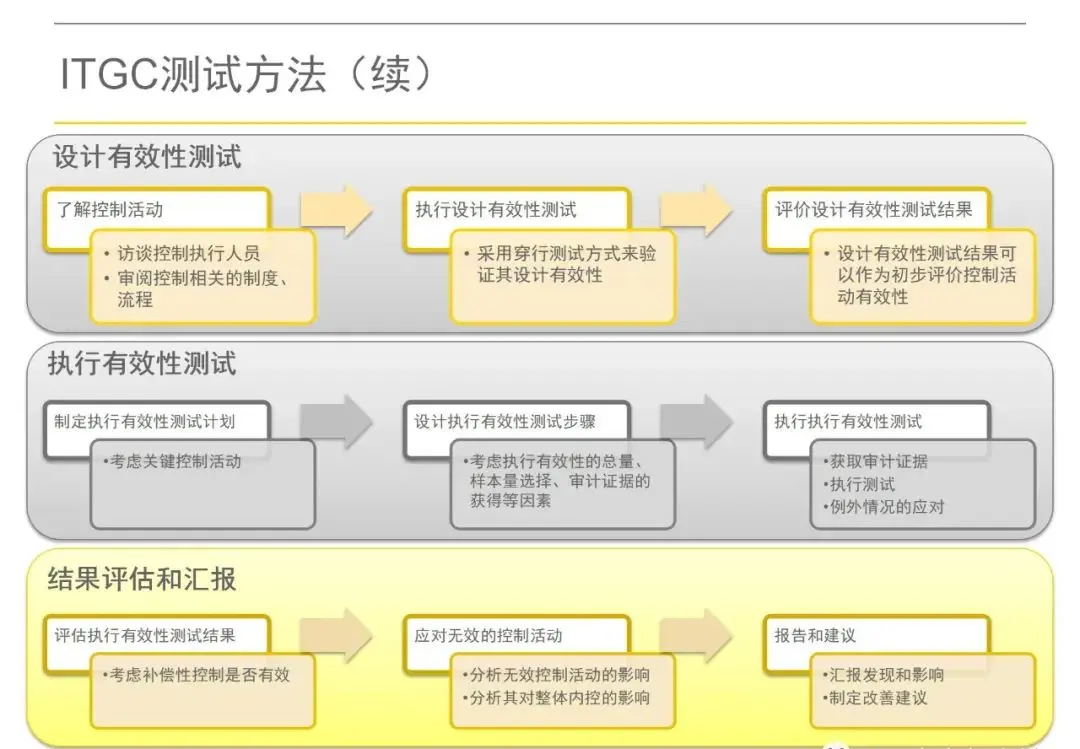 ITGC测试方法（续）
设计有效性测试
了解控制活动
• 访谈控制执行人员
• 审阅控制相关的制度、
流程
执行设计有效性测试
• 采用穿行测试方式来验
证其设计有效性
评价设计有效性测试结果
• 设计有效性测试结果可
以作为初步评价控制活
动有效性
执行有效性测试
制定执行有效性测试计划
•考虑关键控制活动
设计执行有效性测试步骤
•考虑执行有效性的总量、
样本量选择、审计证据的
获得等因素
执行执行有效性测试
•获取审计证据
•执行测试
•例外情况的应对
结果评估和汇报
评估执行有效性测试结果
•考虑补偿性控制是否有效
应对无效的控制活动
•分析无效控制活动的影响
•分析其对整体内控的影响
报告和建议
•汇报发现和影响
•制定改善建议